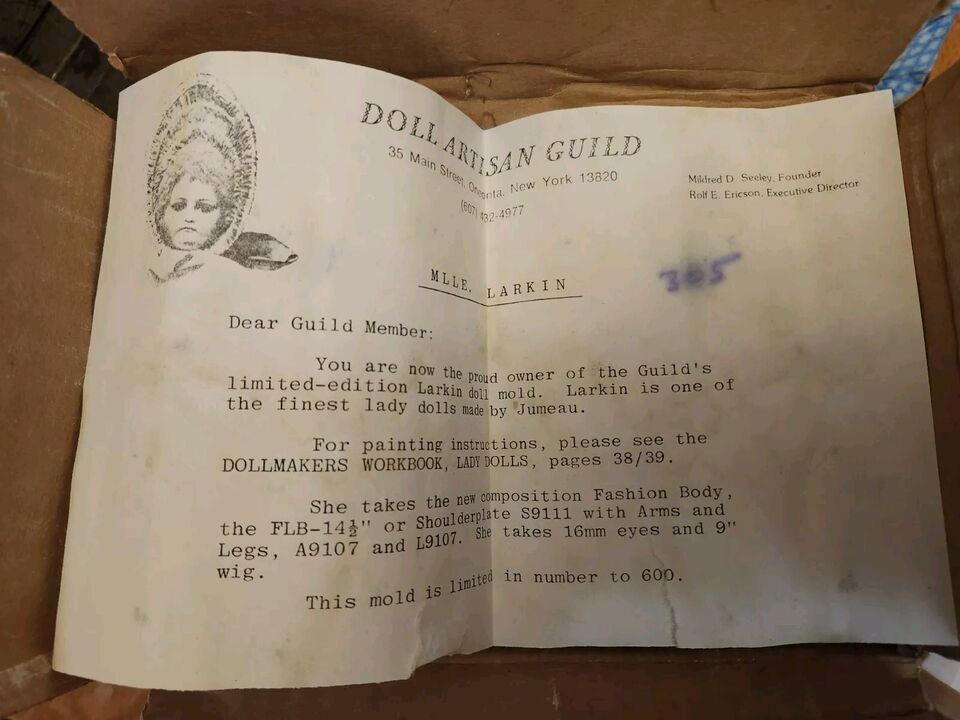 DOLL ARTISAN GUILD
35 Main Street, Oneonta, New York 13820
(607) 432-4977
Mildred D. Seeley, Founder
Rolf E. Ericson, Executive Director
MLLE. LARKIN
305
Dear Guild Member:
You are now the proud owner of the Guild's
limited-edition Larkin doll mold. Larkin is one of
the finest lady dolls made by Jumeau.
For painting instructions, please see the
DOLLMAKERS WORKBOOK, LADY DOLLS, pages 38/39.
She takes the new composition Fashion Body,
the FLB-14½" or Shoulderplate S9111 with Arms and
Legs, A9107 and L9107. She takes 16mm eyes and 9"
wig.
This mold is limited in number to 600.